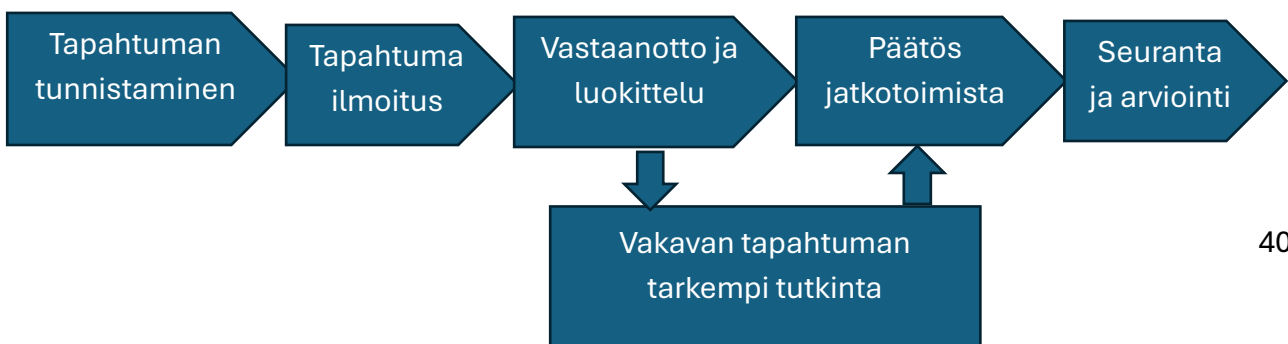 Tapahtuman
tunnistaminen
Tapahtuma
ilmoitus
Vastaanotto ja
luokittelu
Päätös
jatkotoimista
Seuranta
ja arviointi
Vakavan tapahtuman
tarkempi tutkinta
40